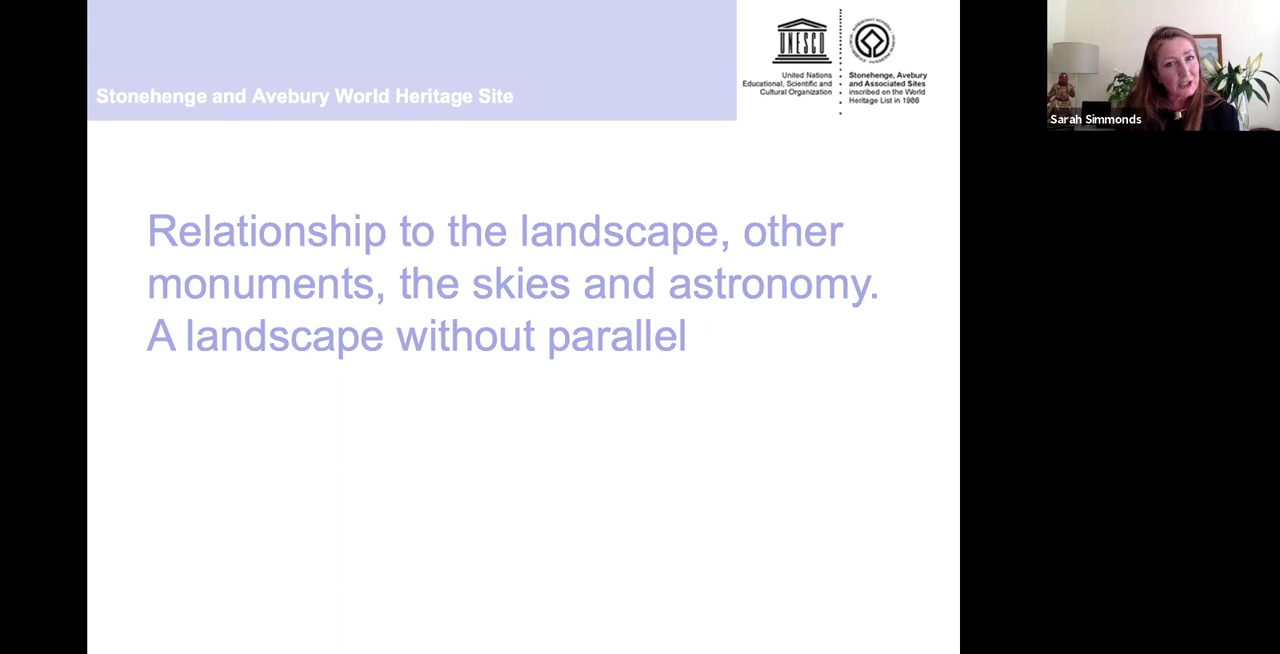 Stonehenge and Avebury World Heritage Site
UNESCO
United Nations
Educational, Scientific and
Cultural Organization
Stonehenge, Avebury
and Associated Sites
inscribed on the World
Heritage List in 1986
Sarah Simmonds
Relationship to the landscape, other
monuments, the skies and astronomy.
A landscape without parallel